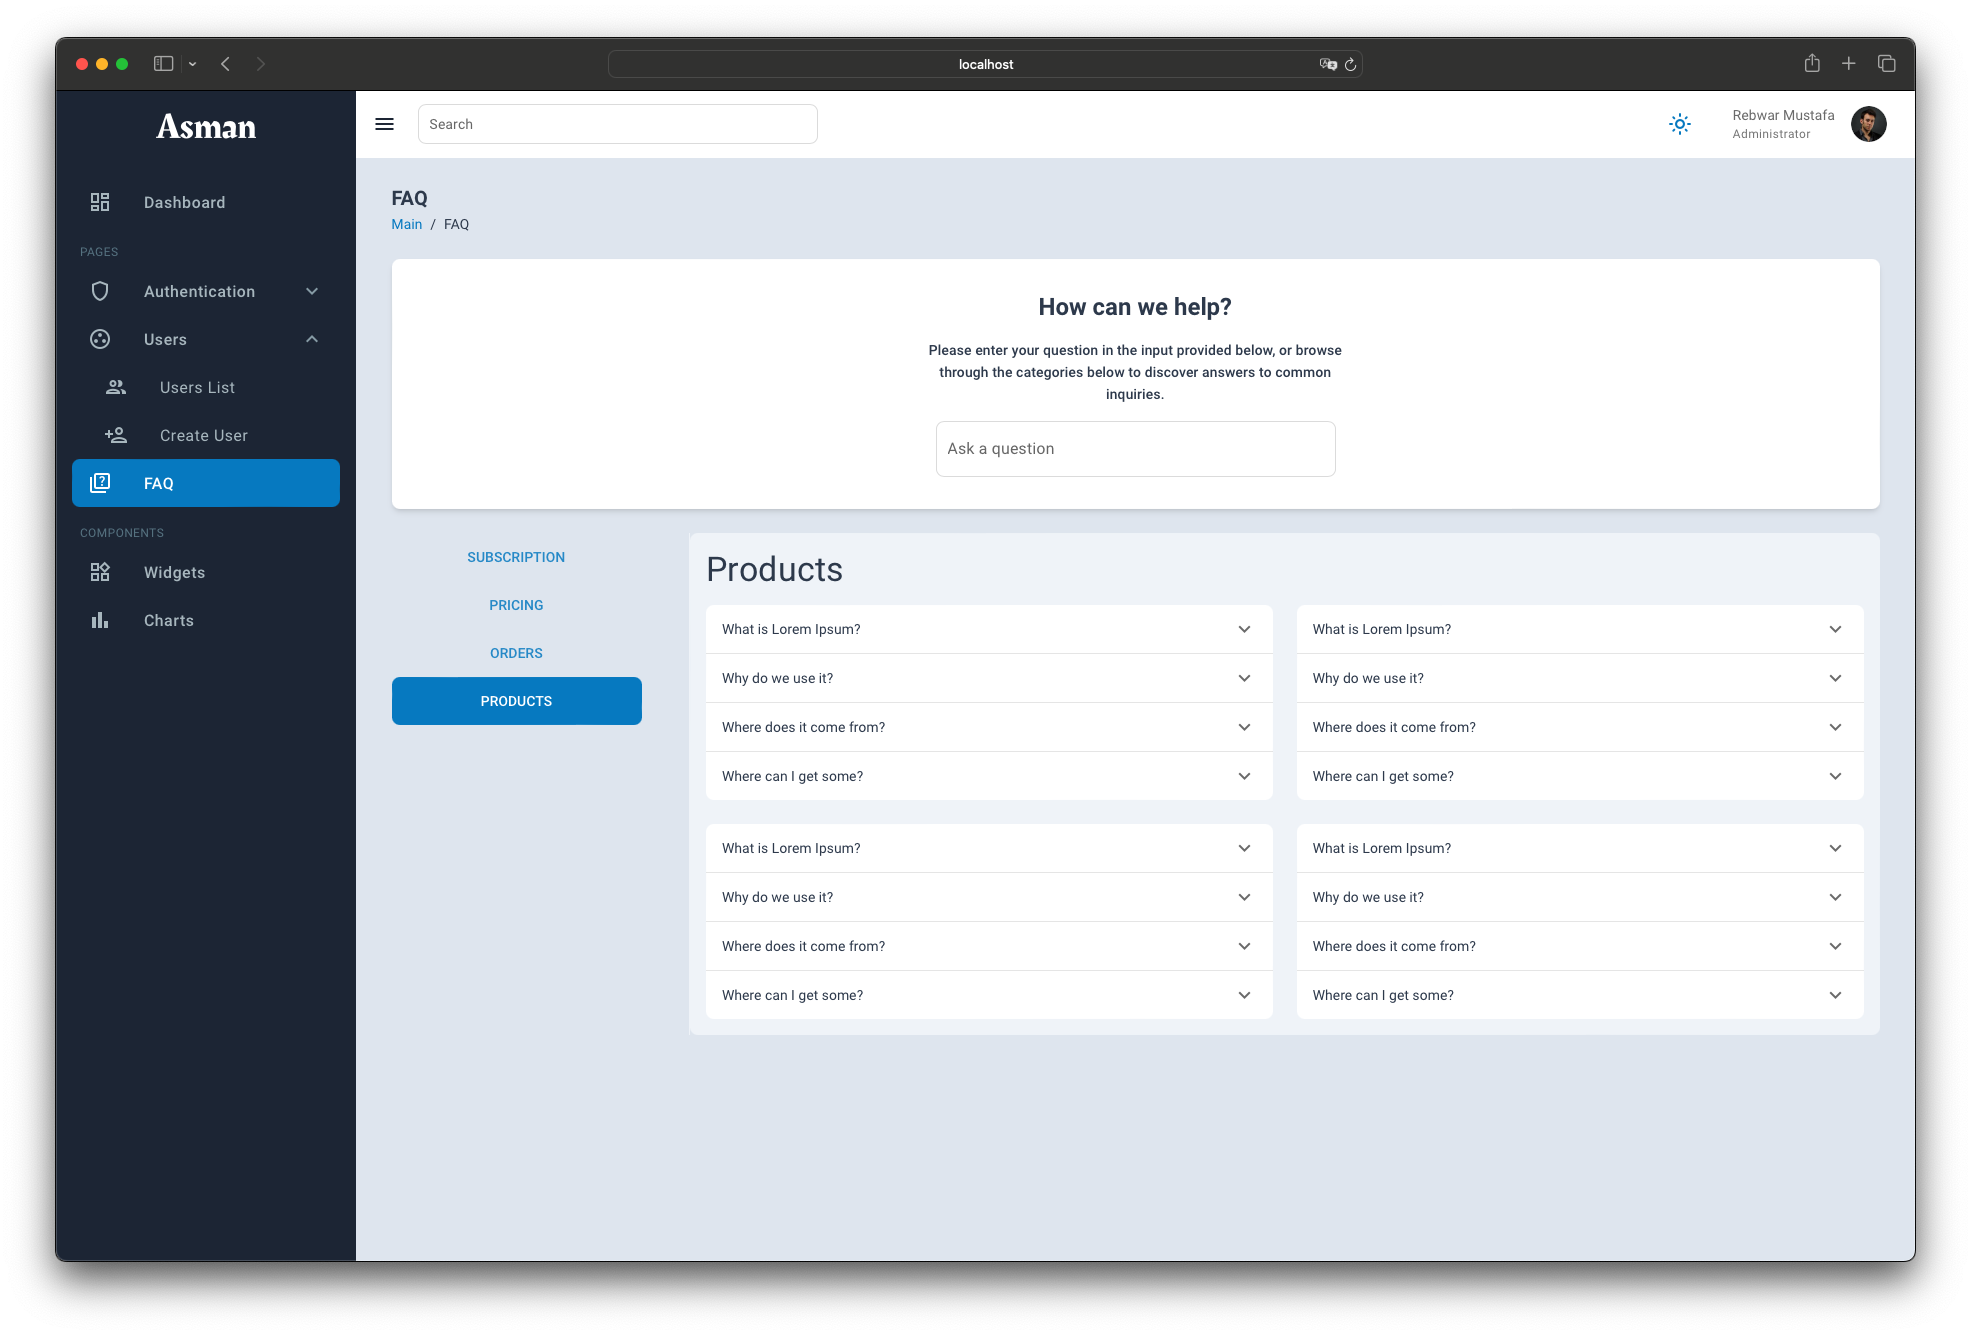 localhost
Asman
Search
Rebwar Mustafa
Administrator
Dashboard
PAGES
Authentication
Users
Users List
Create User
FAQ
COMPONENTS
Widgets
Charts
FAQ
Main / FAQ
How can we help?
Please enter your question in the input provided below, or browse
through the categories below to discover answers to common
inquiries.
Ask a question
SUBSCRIPTION
PRICING
ORDERS
PRODUCTS
Products
What is Lorem Ipsum?
Why do we use it?
Where does it come from?
Where can I get some?
What is Lorem Ipsum?
Why do we use it?
Where does it come from?
Where can I get some?
What is Lorem Ipsum?
Why do we use it?
Where does it come from?
Where can I get some?
What is Lorem Ipsum?
Why do we use it?
Where does it come from?
Where can I get some?